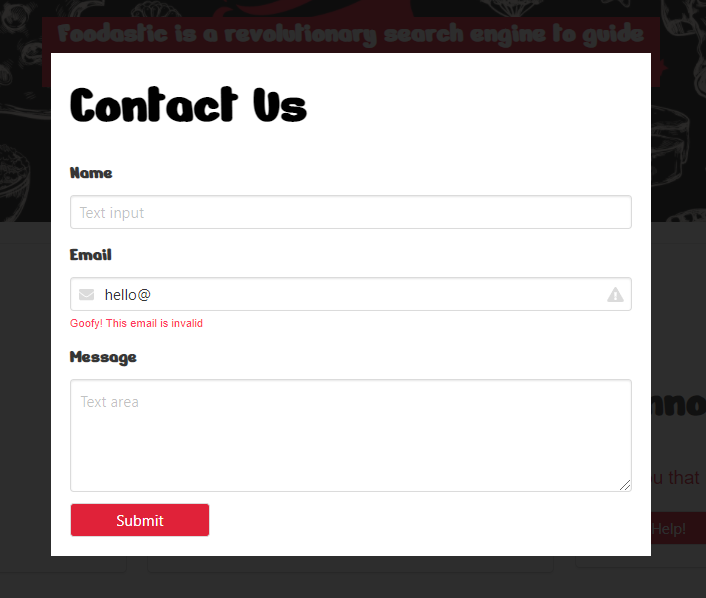 Foodastic is a revolutionary search engine to guide
Contact Us
Name
Text input
Email
hello@
Goofy! This email is invalid
Message
Text area
u that
Submit
Help!